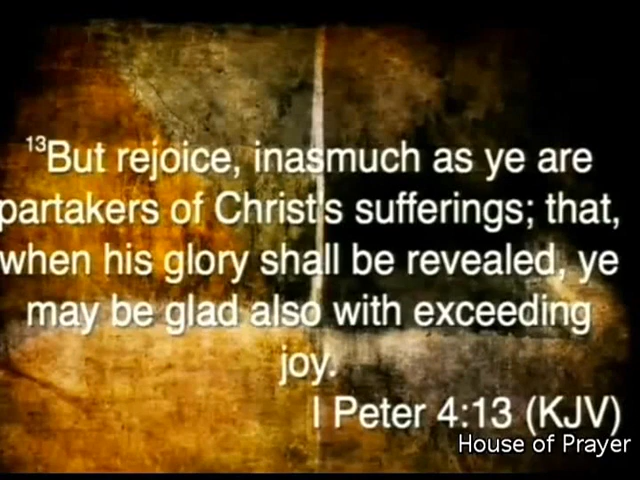 ¹³But rejoice, inasmuch as ye are
partakers of Christ's sufferings; that,
when his glory shall be revealed, ye
may be glad also with exceeding
joy.
I Peter 4:13 (KJV)
House of Prayer